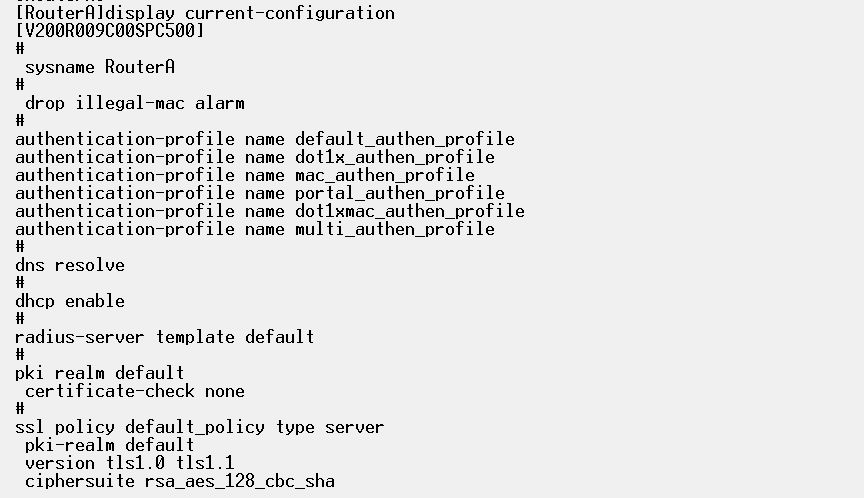 [RouterA]display current-configuration
[V200R009C00SPC500]
#
 sysname RouterA
#
 drop illegal-mac alarm
#
authentication-profile name default_authen_profile
authentication-profile name dot1x_authen_profile
authentication-profile name mac_authen_profile
authentication-profile name portal_authen_profile
authentication-profile name dot1xmac_authen_profile
authentication-profile name multi_authen_profile
#
dns resolve
#
dhcp enable
#
radius-server template default
#
pki realm default
 certificate-check none
#
ssl policy default_policy type server
 pki-realm default
 version tls1.0 tls1.1
 ciphersuite rsa_aes_128_cbc_sha